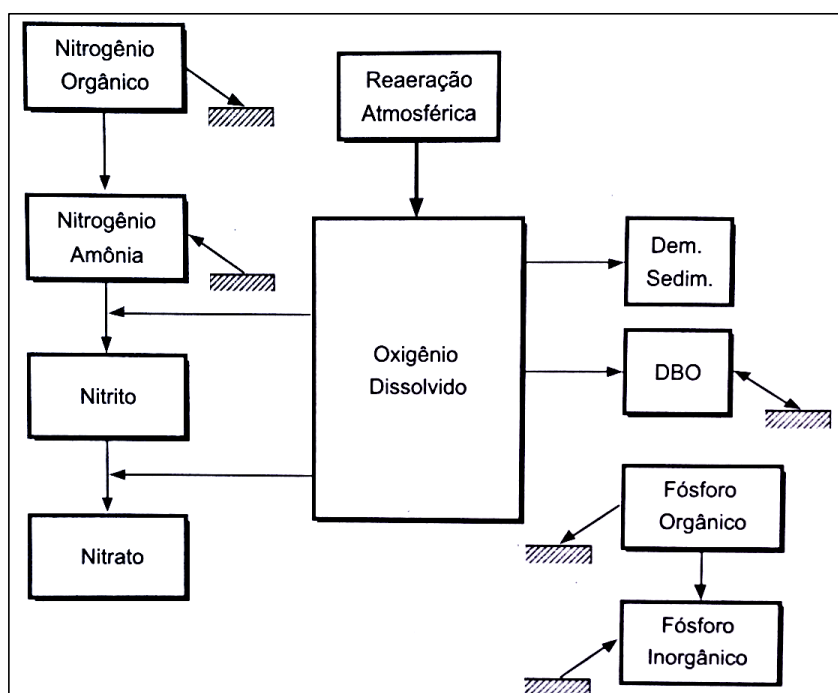 Nitrogênio
Orgânico
Reaeração
Atmosférica
Nitrogênio
Amônia
Dem.
Sedim.
Oxigênio
Dissolvido
DBO
Nitrito
Fósforo
Orgânico
Nitrato
Fósforo
Inorgânico